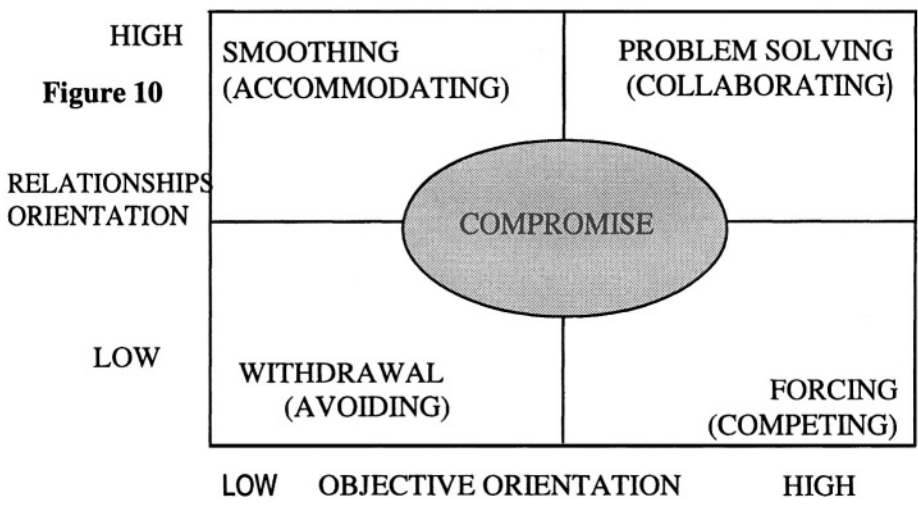 HIGH
Figure 10
SMOOTHING
(ACCOMMODATING)
PROBLEM SOLVING
(COLLABORATING)
RELATIONSHIPS
ORIENTATION
COMPROMISE
LOW
WITHDRAWAL
(AVOIDING)
FORCING
(COMPETING)
LOW OBJECTIVE ORIENTATION HIGH